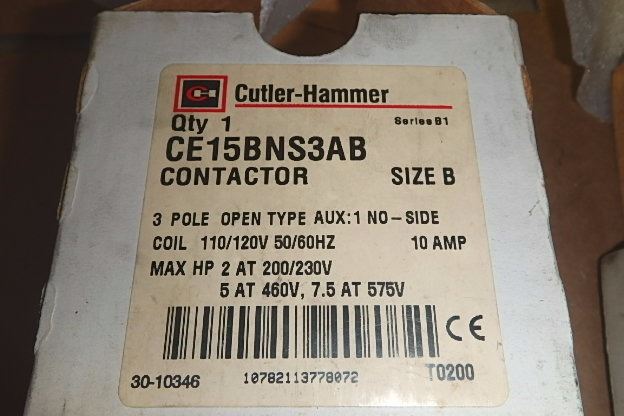 CH Cutler-Hammer
Qty 1 Series B1
CE15BNS3AB
CONTACTOR SIZE B
3 POLE OPEN TYPE AUX:1 NO-SIDE
COIL 110/120V 50/60HZ 10 AMP
MAX HP 2 AT 200/230V
5 AT 460V, 7.5 AT 575V
CE
30-10346 10782113778072 T0200